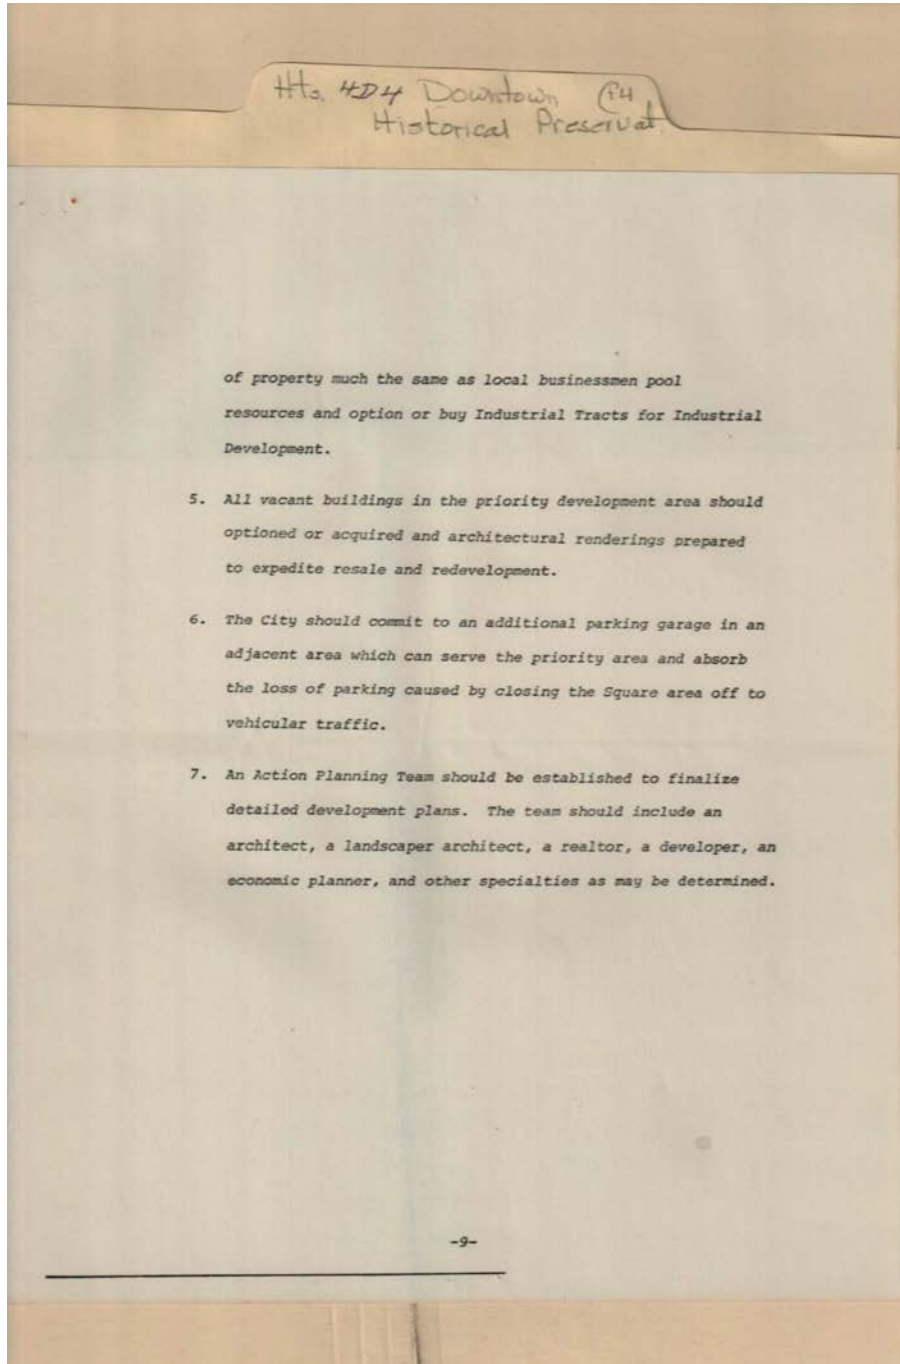 Hts. 4D4 Downtown P4
Historical Preservat.
of property much the same as local businessmen pool
resources and option or buy Industrial Tracts for Industrial
Development.
5. All vacant buildings in the priority development area should
optioned or acquired and architectural renderings prepared
to expedite resale and redevelopment.
6. The City should commit to an additional parking garage in an
adjacent area which can serve the priority area and absorb
the loss of parking caused by closing the Square area off to
vehicular traffic.
7. An Action Planning Team should be established to finalize
detailed development plans. The team should include an
architect, a landscaper architect, a realtor, a developer, an
economic planner, and other specialties as may be determined.
-9-